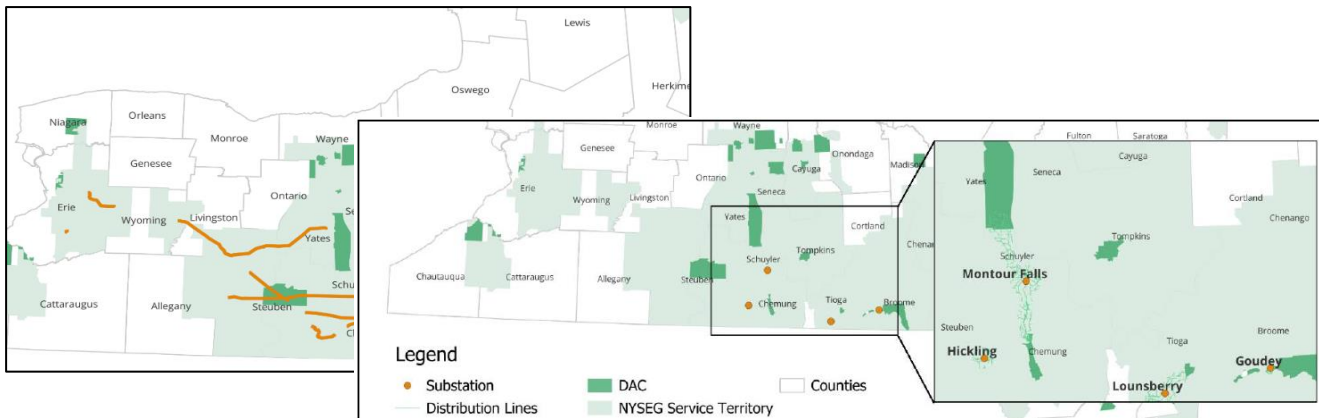 Lewis
Oswego
Herkime
Orleans
Niagara
Monroe
Wayne
Genesee
Ontario
Erie
Wyoming
Livingston
Yates
Cattaraugus
Allegany
Steuben
Monroe
Wayne
Onondaga
Madiso
Genesee
Ontario
Cayuga
Erie
Seneca
Livingston
Wyoming
Yates
Cortland
Chenan
Tompkins
Schuyler
Steuben
Chautauqua
Cattaraugus
Allegany
Chemung
Tioga
Broome
Legend
Substation
DAC
Counties
Distribution Lines
NYSEG Service Territory
Fulton
Saratoga
Cayuga
Seneca
Yates
Cortland
Chenango
Tompkins
Schuyler
Montour Falls
Steuben
Broome
Tioga
Hickling
Chemung
Goudey
Lounsberry